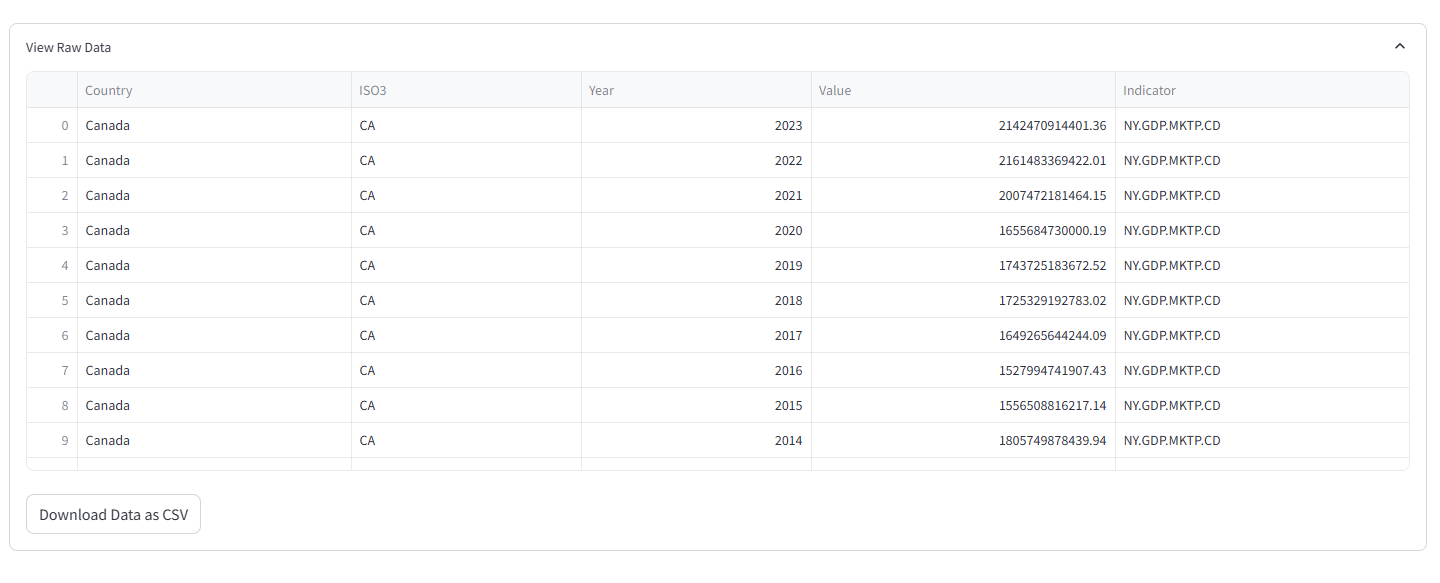 View Raw Data
Country ISO3 Year Value Indicator
0 Canada CA 2023 2142470914401.36 NY.GDP.MKTP.CD
1 Canada CA 2022 2161483369422.01 NY.GDP.MKTP.CD
2 Canada CA 2021 2007472181464.15 NY.GDP.MKTP.CD
3 Canada CA 2020 1655684730000.19 NY.GDP.MKTP.CD
4 Canada CA 2019 1743725183672.52 NY.GDP.MKTP.CD
5 Canada CA 2018 1725329192783.02 NY.GDP.MKTP.CD
6 Canada CA 2017 1649265644244.09 NY.GDP.MKTP.CD
7 Canada CA 2016 1527994741907.43 NY.GDP.MKTP.CD
8 Canada CA 2015 1556508816217.14 NY.GDP.MKTP.CD
9 Canada CA 2014 1805749878439.94 NY.GDP.MKTP.CD
Download Data as CSV